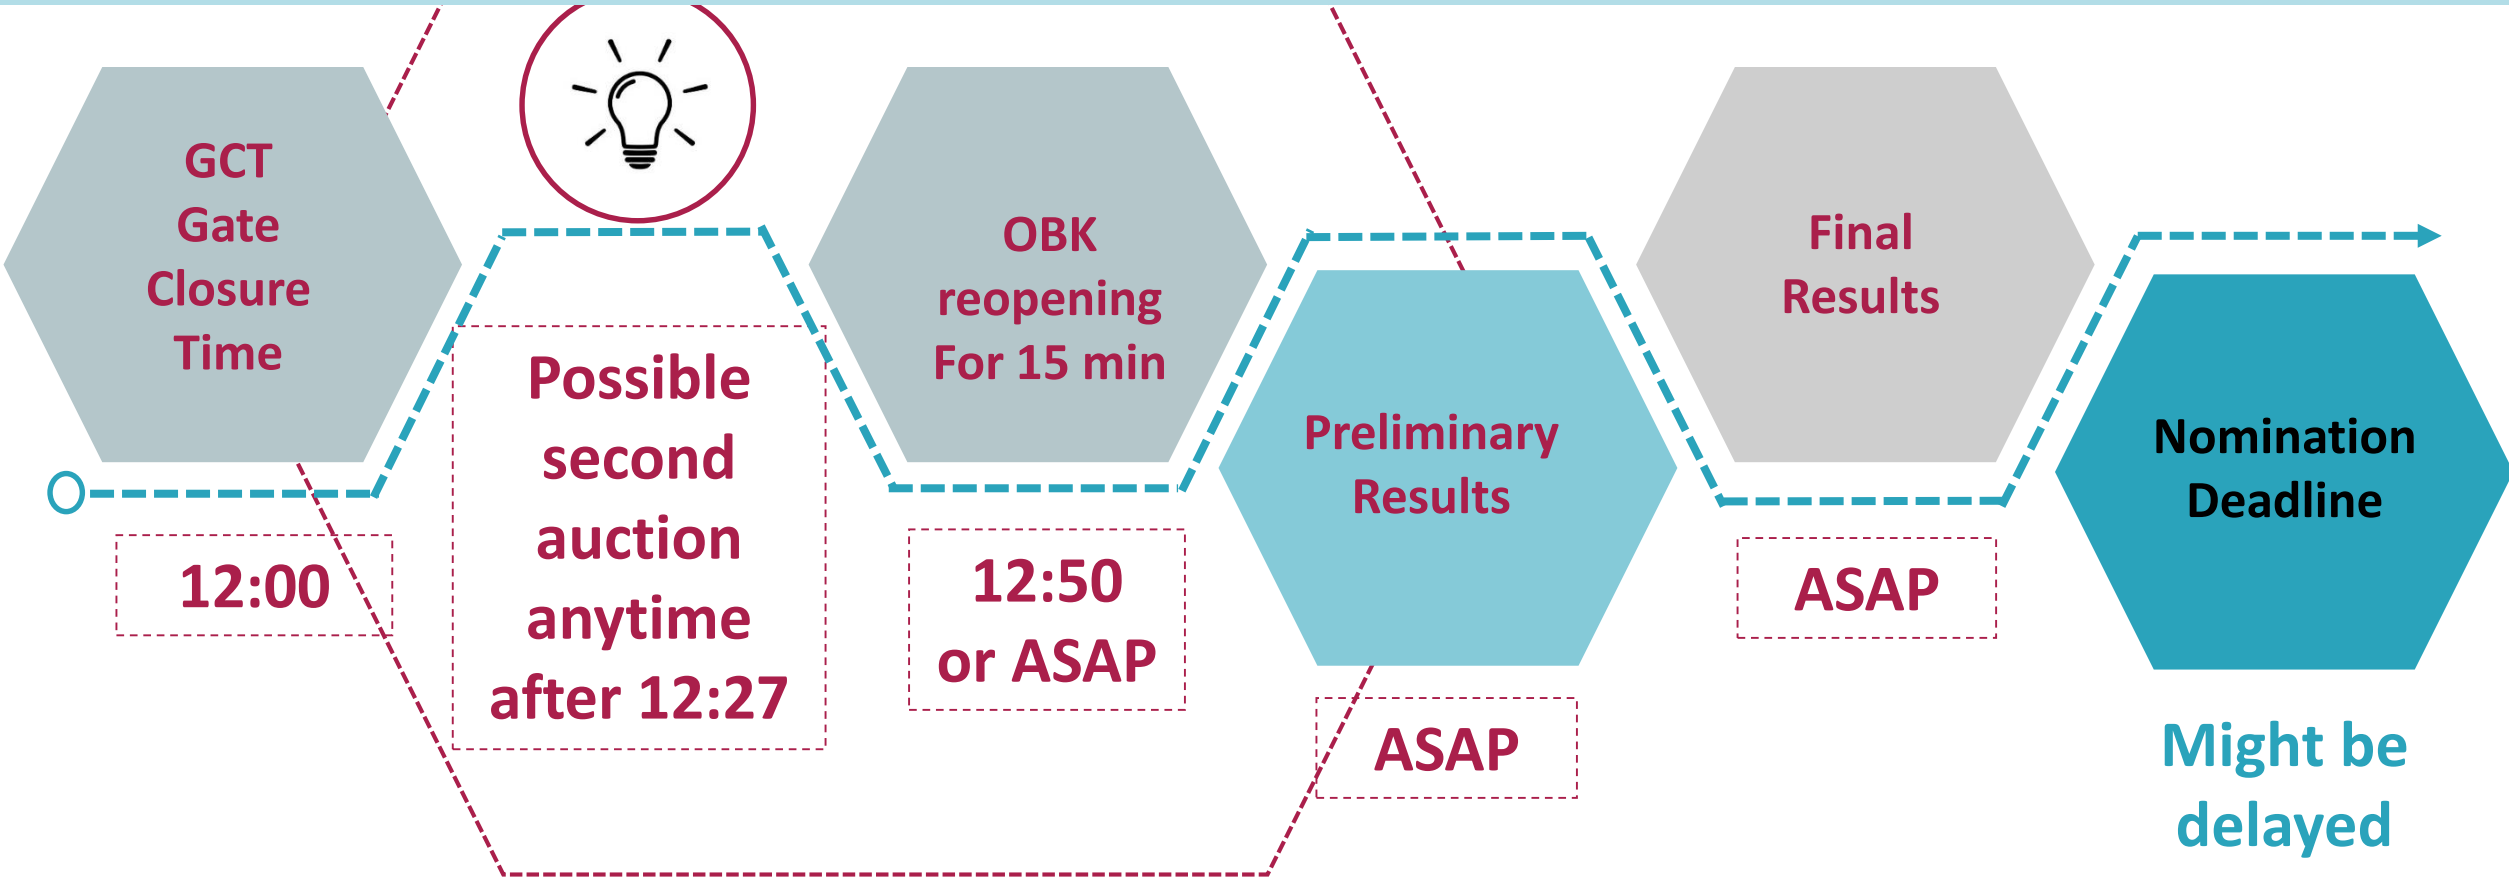 GCT
Gate
Closure
Time
12:00
Possible
second
auction
anytime
after 12:27
OBK
reopening
For 15 min
12:50
or ASAP
Preliminary
Results
ASAP
Final
Results
ASAP
Nomination
Deadline
Might be
delayed